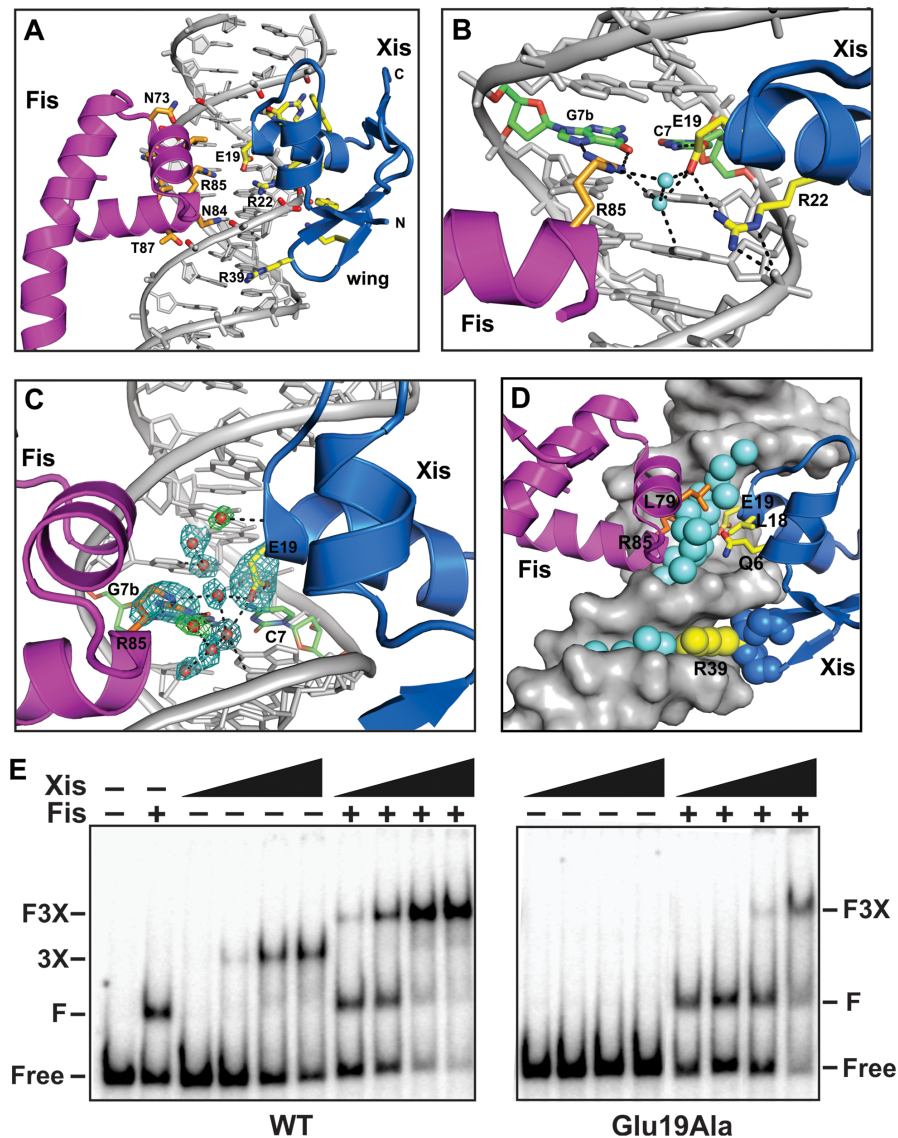 A
Xis
C
Fis
N73
E19
R85
R22
N84
N
T87
R39
wing
B
Xis
G7b
E19
C7
R85
R22
Fis
C
Fis
Xis
E19
G7b
C7
R85
D
L79
E19
L18
R85
Q6
Fis
R39
Xis
E
Xis – –
Fis – + – – – – + + + +
– – – – + + + +
F3X
3X
F
Free
F3X
F
Free
WT
Glu19Ala